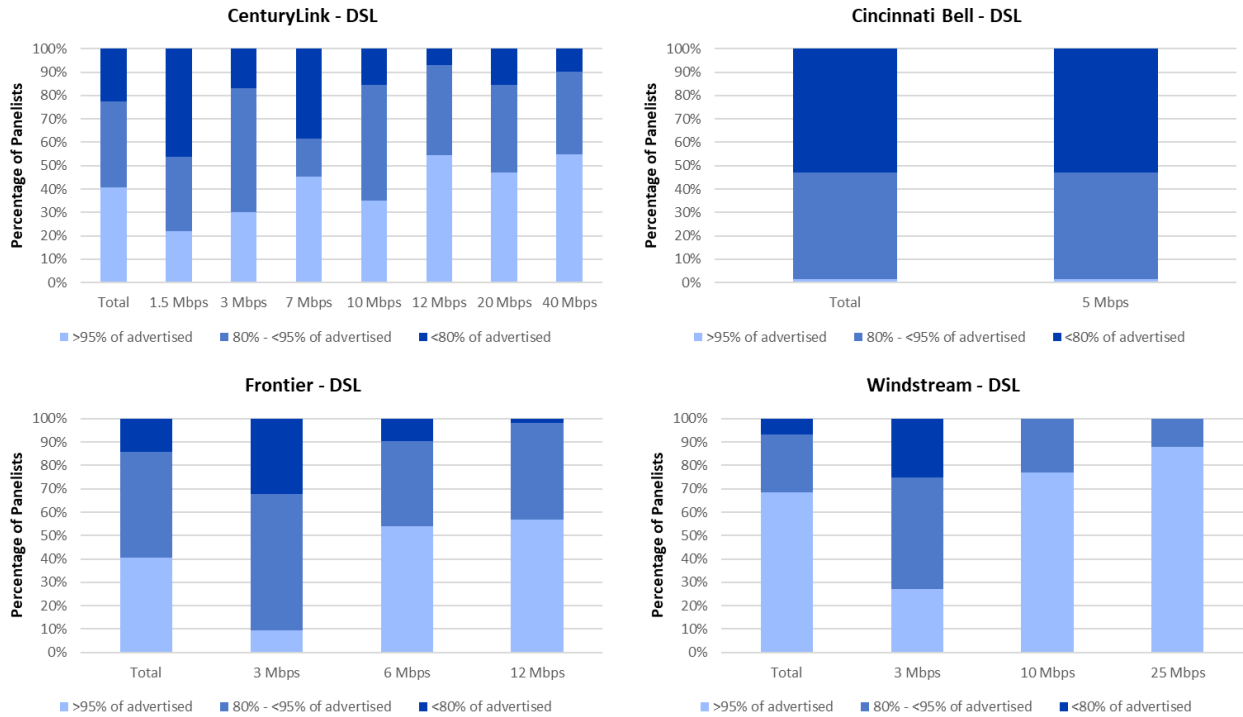 CenturyLink - DSL
Percentage of Panelists
100%
90%
80%
70%
60%
50%
40%
30%
20%
10%
0%
Total 1.5 Mbps 3 Mbps 7 Mbps 10 Mbps 12 Mbps 20 Mbps 40 Mbps
>95% of advertised 80% - <95% of advertised <80% of advertised
Cincinnati Bell - DSL
Percentage of Panelists
100%
90%
80%
70%
60%
50%
40%
30%
20%
10%
0%
Total 5 Mbps
>95% of advertised 80% - <95% of advertised <80% of advertised
Frontier - DSL
Percentage of Panelists
100%
90%
80%
70%
60%
50%
40%
30%
20%
10%
0%
Total 3 Mbps 6 Mbps 12 Mbps
>95% of advertised 80% - <95% of advertised <80% of advertised
Windstream - DSL
Percentage of Panelists
100%
90%
80%
70%
60%
50%
40%
30%
20%
10%
0%
Total 3 Mbps 10 Mbps 25 Mbps
>95% of advertised 80% - <95% of advertised <80% of advertised